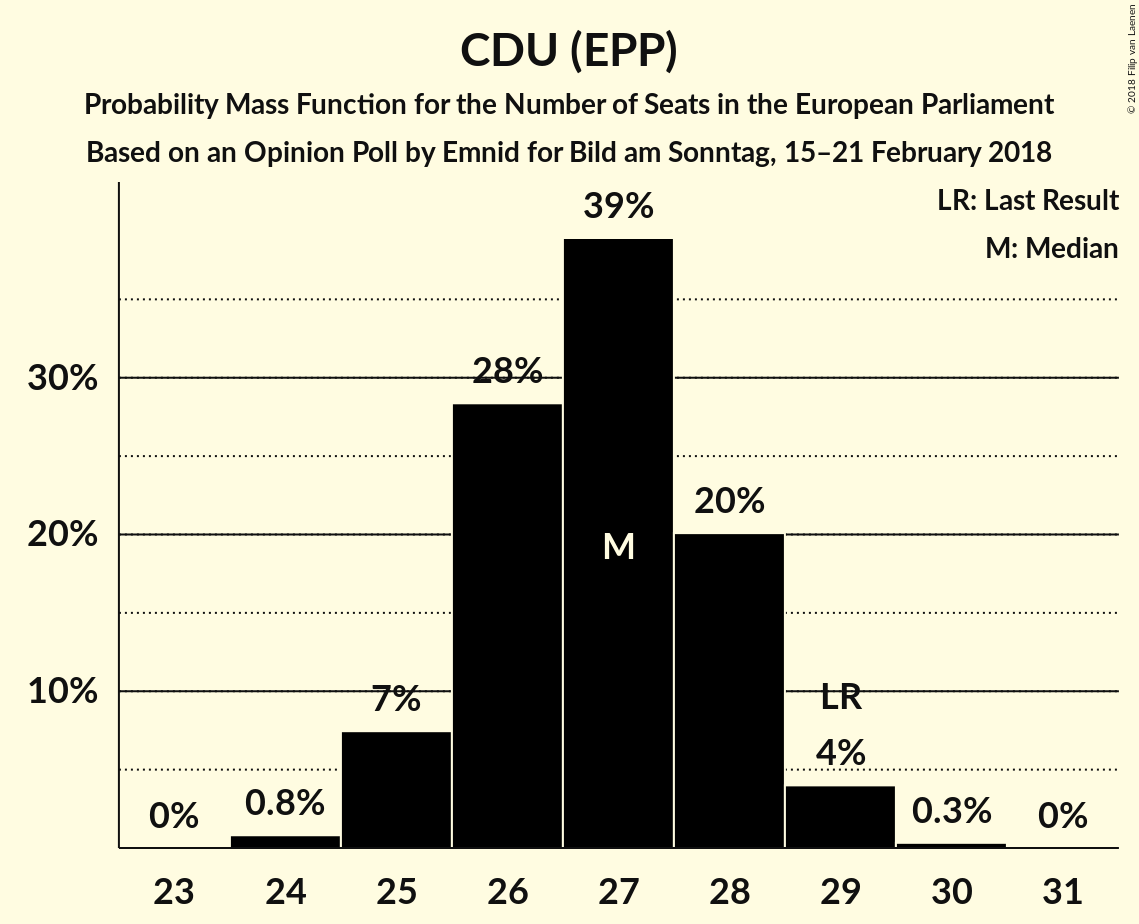 CDU (EPP)
Probability Mass Function for the Number of Seats in the European Parliament
Based on an Opinion Poll by Emnid for Bild am Sonntag, 15–21 February 2018
© 2018 Filip van Laenen
LR: Last Result
M: Median
39%
30%
28%
20%
20%
M
10%
7%
LR
4%
0%
0.8%
0.3%
0%
23 24 25 26 27 28 29 30 31